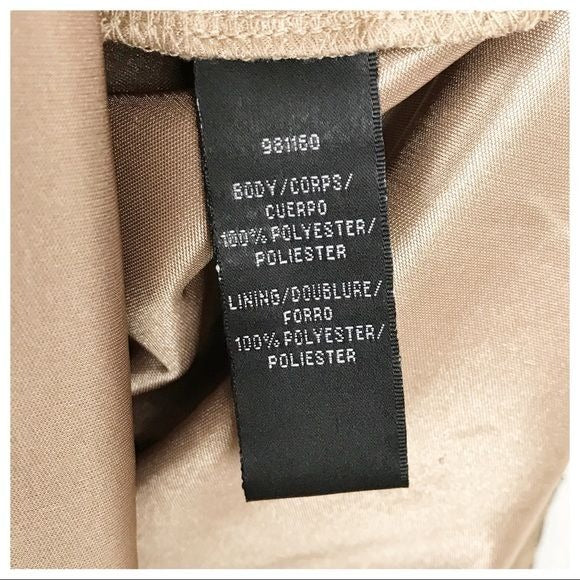 981160
BODY/CORPS/
CUERPO
100% POLYESTER/
POLIESTER
LINING/DOUBLURE/
FORRO
100% POLYESTER/
POLIESTER